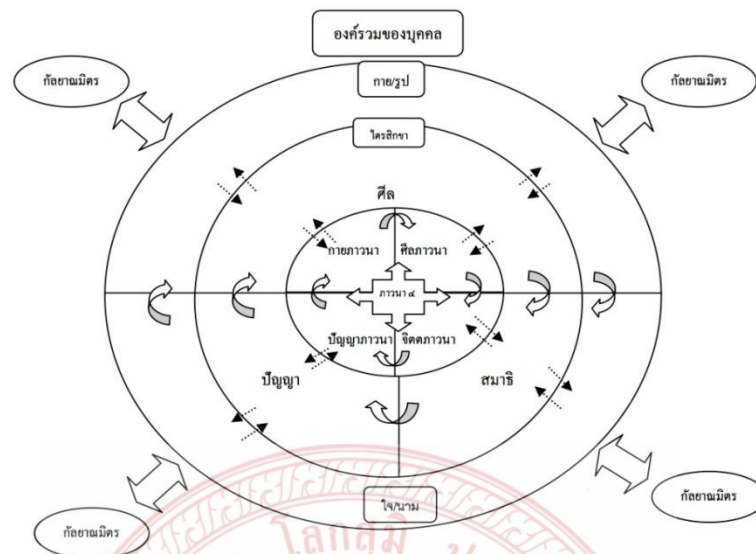 องค์รวมของบุคคล
กัลยาณมิตร
กาย/รูป
กัลยาณมิตร
ไตรสิกขา
ศีล
กายภาวนา
ศีลภาวนา
ภาวนา ๔
ปัญญาภาวนา
จิตตภาวนา
ปัญญา
สมาธิ
ใจ/นาม
กัลยาณมิตร
กัลยาณมิตร